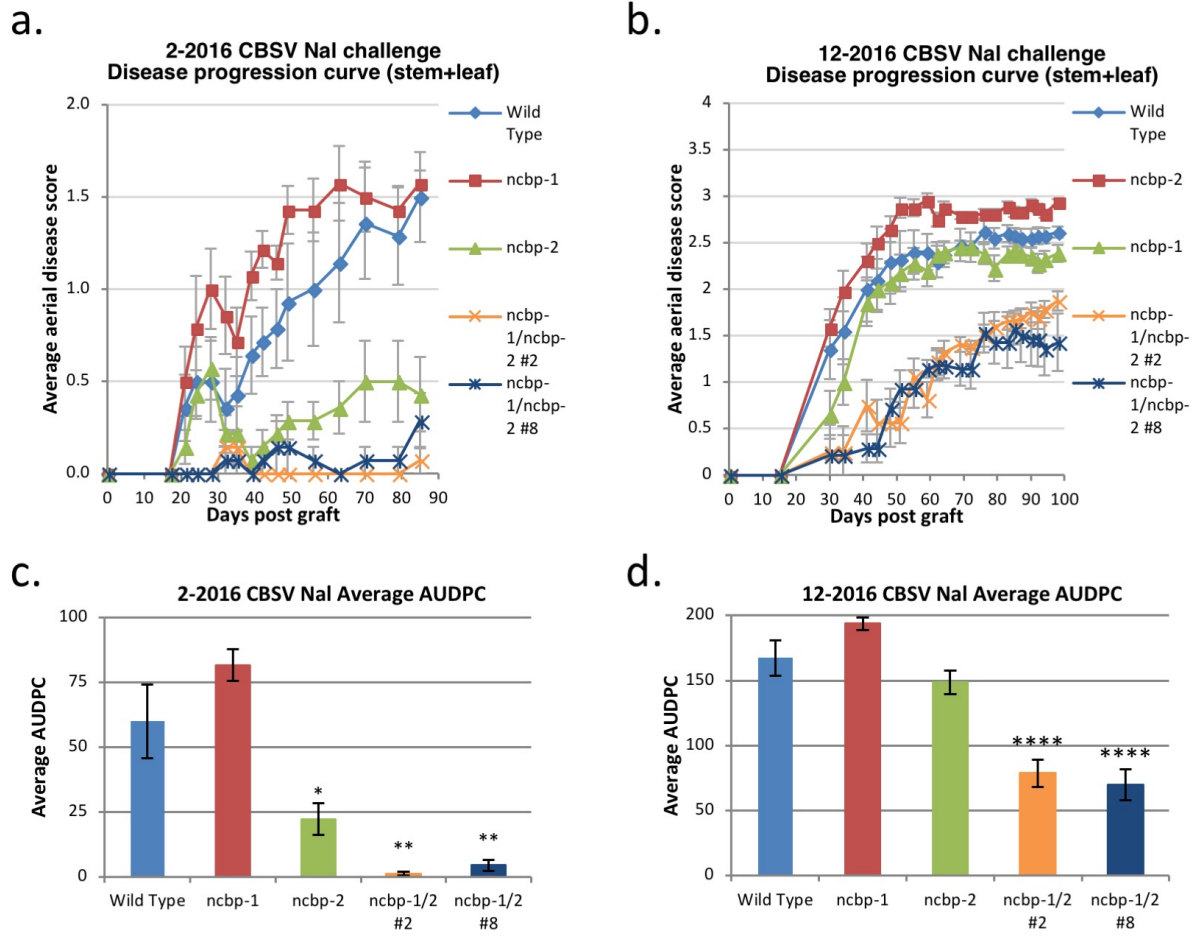 a.
2-2016 CBSV Nal challenge
Disease progression curve (stem+leaf)
Average aerial disease score
2.0
1.5
1.0
0.5
0.0
0 10 20 30 40 50 60 70 80 90
Days post graft
Wild
Type
ncbp-1
ncbp-2
ncbp-
1/ncbp-
2 #2
ncbp-
1/ncbp-
2 #8
b.
12-2016 CBSV Nal challenge
Disease progression curve (stem+leaf)
Average aerial disease score
4
3.5
3
2.5
2
1.5
1
0.5
0
0 10 20 30 40 50 60 70 80 90 100
Days post graft
Wild
Type
ncbp-2
ncbp-1
ncbp-
1/ncbp-
2 #2
ncbp-
1/ncbp-
2 #8
c.
2-2016 CBSV Nal Average AUDPC
Average AUDPC
100
75
50
25
0
*
**
**
Wild Type ncbp-1 ncbp-2 ncbp-1/2 ncbp-1/2
#2 #8
d.
12-2016 CBSV Nal Average AUDPC
Average AUDPC
200
150
100
50
0
****
****
Wild Type ncbp-1 ncbp-2 ncbp-1/2 ncbp-1/2
#2 #8